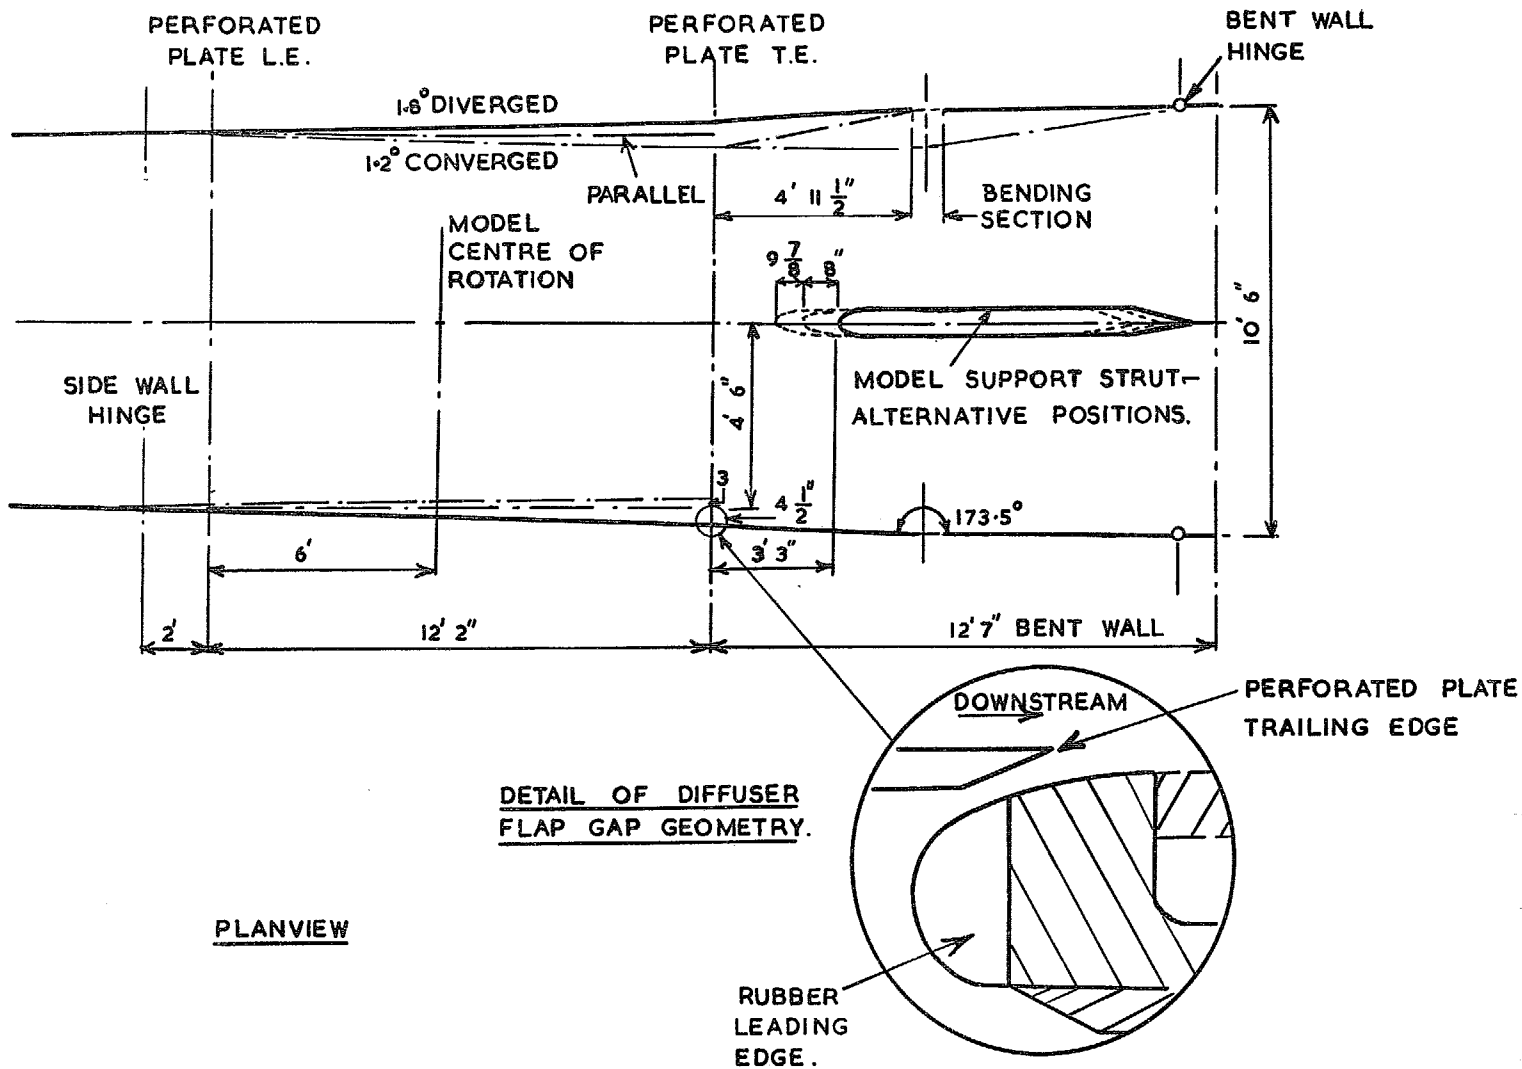 PERFORATED
PLATE L.E.
PERFORATED
PLATE T.E.
BENT WALL
HINGE
1.6° DIVERGED
1.2° CONVERGED
PARALLEL
4' 11 1/2"
BENDING
SECTION
MODEL
CENTRE OF
ROTATION
9 7/8
8"
10' 6"
SIDE WALL
HINGE
4' 6"
MODEL SUPPORT STRUT-
ALTERNATIVE POSITIONS.
3
4 1/2"
173.5°
6'
3' 3"
2'
12' 2"
12' 7" BENT WALL
DOWNSTREAM
PERFORATED PLATE
TRAILING EDGE
DETAIL OF DIFFUSER
FLAP GAP GEOMETRY.
PLANVIEW
RUBBER
LEADING
EDGE.